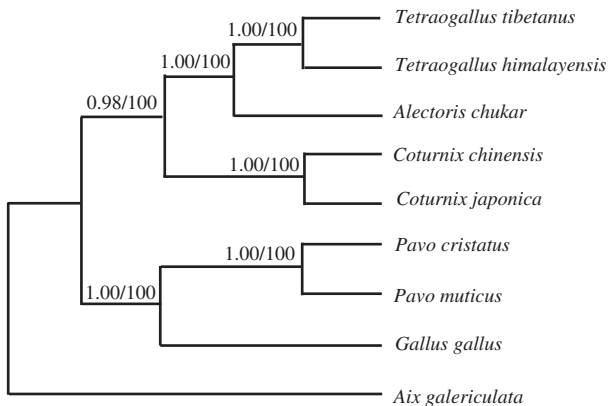 Tetraogallus tibetanus
1.00/100
Tetraogallus himalayensis
1.00/100
0.98/100
Alectoris chukar
Coturnix chinensis
1.00/100
Coturnix japonica
Pavo cristatus
1.00/100
1.00/100
Pavo muticus
Gallus gallus
Aix galericulata